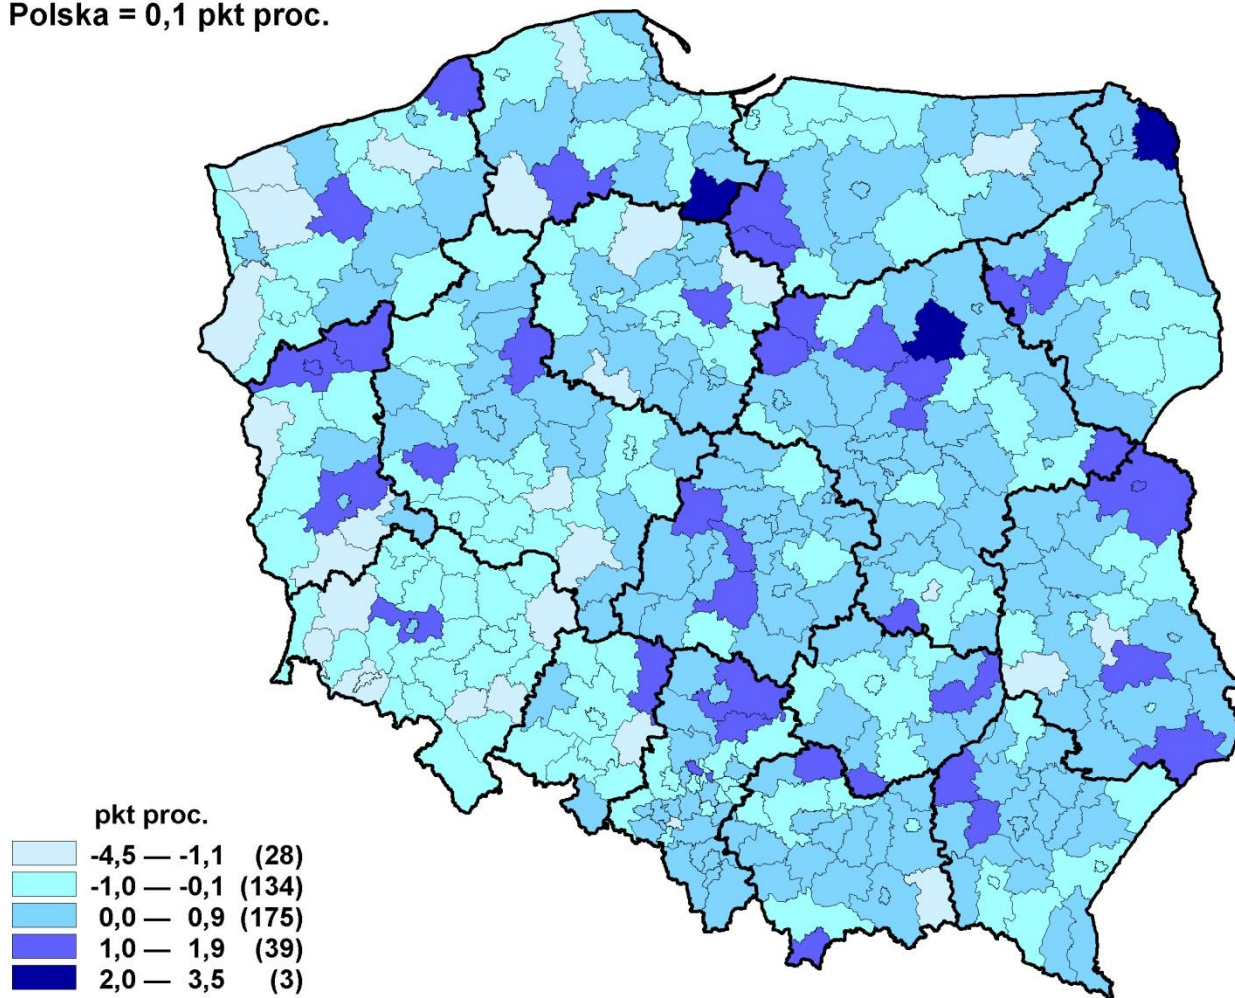 Polska = 0,1 pkt proc.
pkt proc.
-4,5 — -1,1 (28)
-1,0 — -0,1 (134)
0,0 — 0,9 (175)
1,0 — 1,9 (39)
2,0 — 3,5 (3)